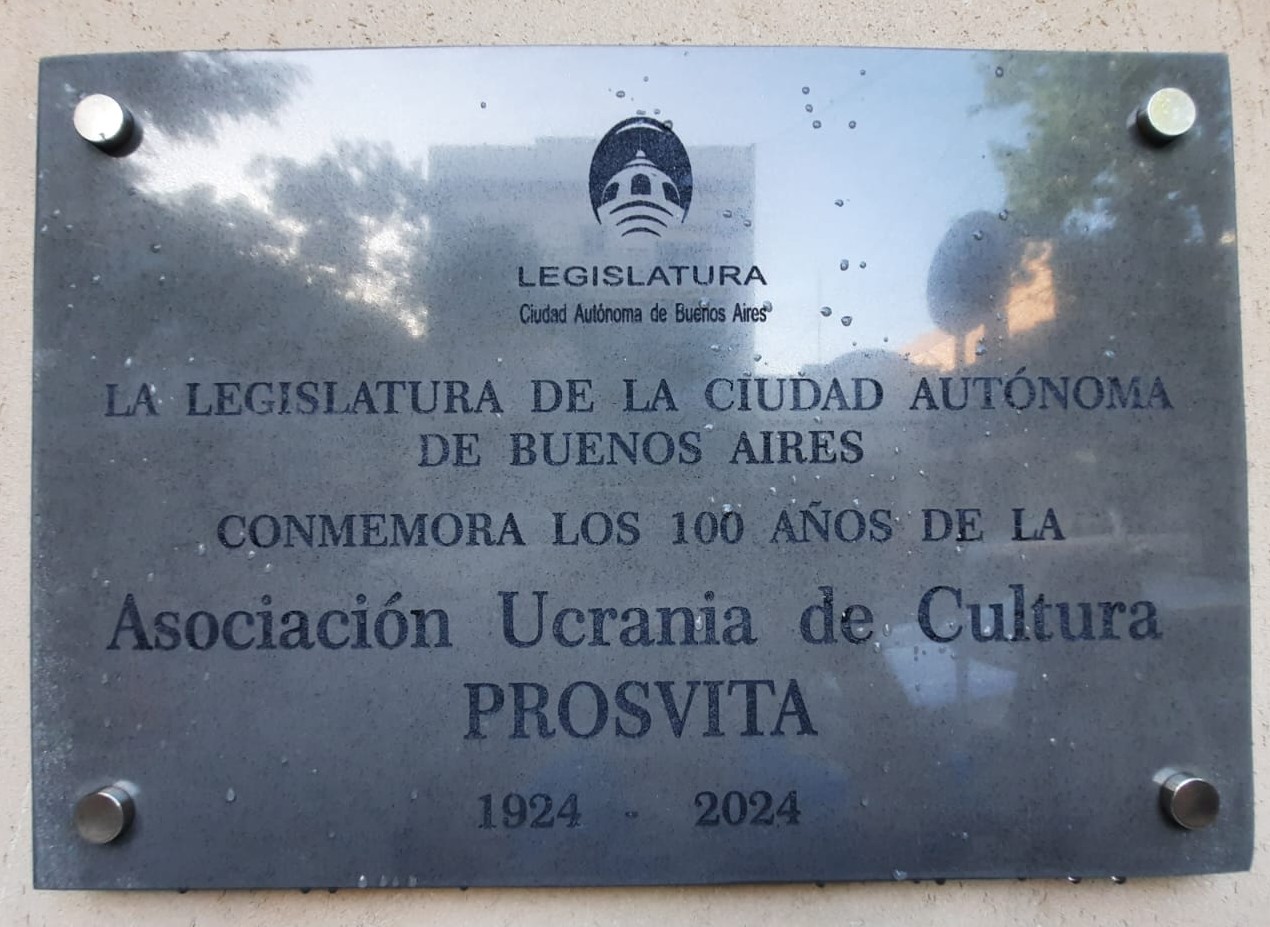 LEGISLATURA
Ciudad Autónoma de Buenos Aires
LA LEGISLATURA DE LA CIUDAD AUTÓNOMA
DE BUENOS AIRES
CONMEMORA LOS 100 AÑOS DE LA
Asociación Ucrania de Cultura
PROSVITA
1924 - 2024